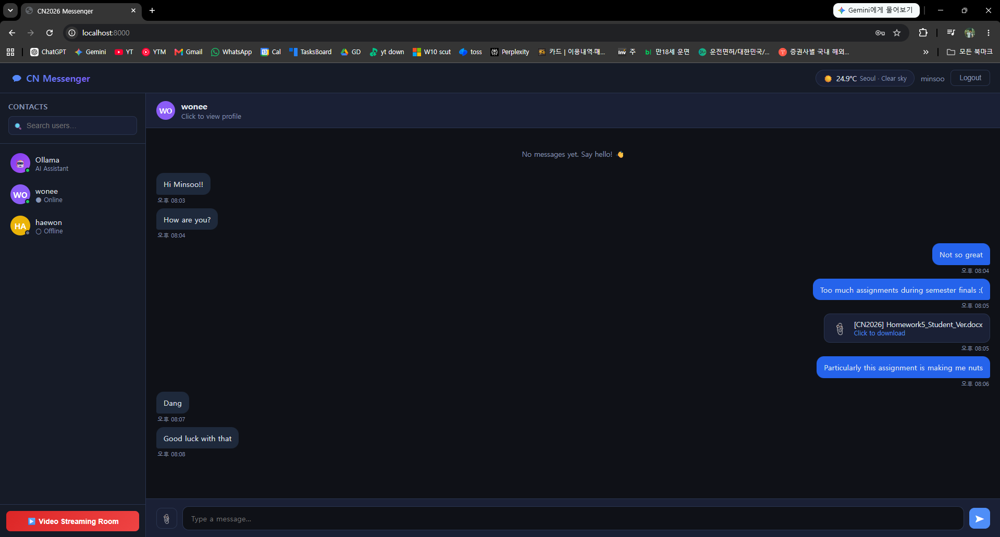 CN2026 Messenger
Gemini에게 물어보기
localhost:8000
ChatGPT Gemini YT YTM Gmail WhatsApp 13 Cal TasksBoard GD yt down W10 scut toss Perplexity 카드 | 이용내역·매... Inv 주 bl 만18세 운면 운전면허/대한민국/... 증권사별 국내 해외... 모든 북마크
CN Messenger
24.9°C Seoul · Clear sky minsoo Logout
CONTACTS
Search users...
Ollama
AI Assistant
WO wonee
Online
HA haewon
Offline
Video Streaming Room
WO wonee
Click to view profile
No messages yet. Say hello! 👋
Hi Minsoo!!
오후 08:03
How are you?
오후 08:04
Not so great
오후 08:04
Too much assignments during semester finals :(
오후 08:05
[CN2026] Homework5_Student_Ver.docx
Click to download
오후 08:05
Particularly this assignment is making me nuts
오후 08:06
Dang
오후 08:07
Good luck with that
오후 08:08
Type a message...